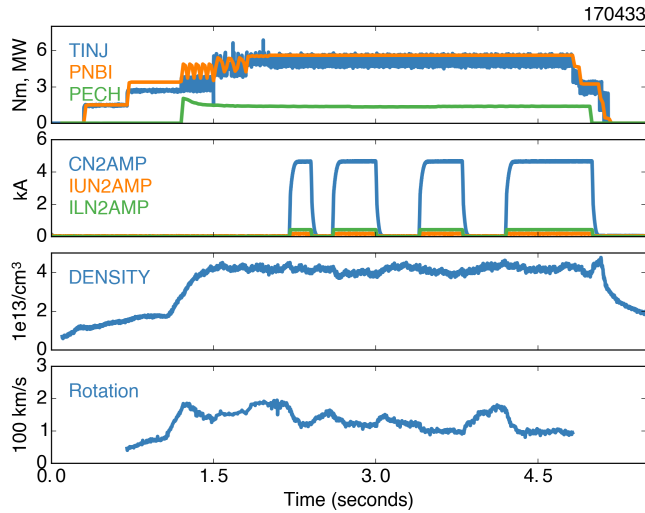 170433
6
3
0
Nm, MW
TINJ
PNBI
PECH
6
4
2
0
kA
CN2AMP
IUN2AMP
ILN2AMP
4
2
0
1e13/cm³
DENSITY
3
2
1
0
100 km/s
Rotation
0.0
1.5
3.0
4.5
Time (seconds)